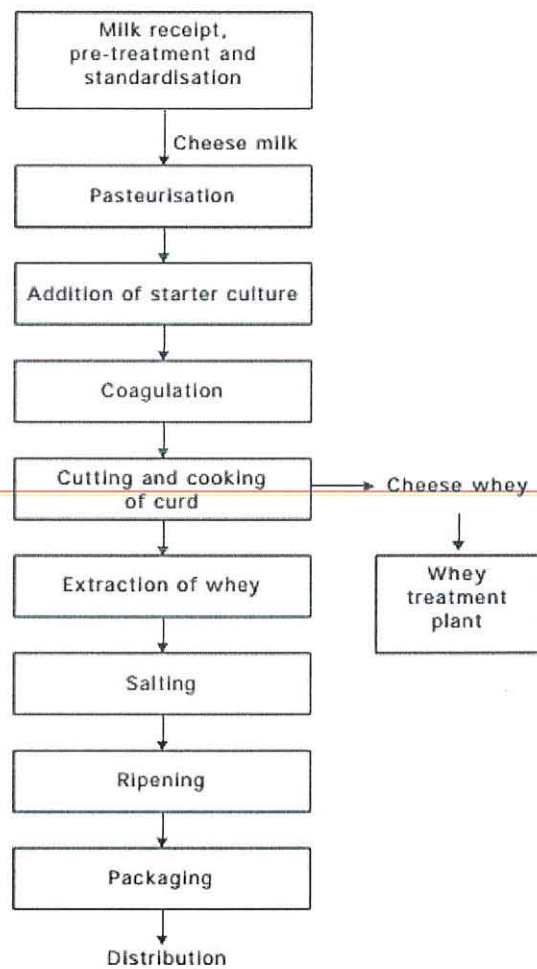 Milk receipt,
pre-treatment and
standardisation
Cheese milk
Pasteurisation
Addition of starter culture
Coagulation
Cutting and cooking
of curd
Cheese whey
Extraction of whey
Whey
treatment
plant
Salting
Ripening
Packaging
Distribution